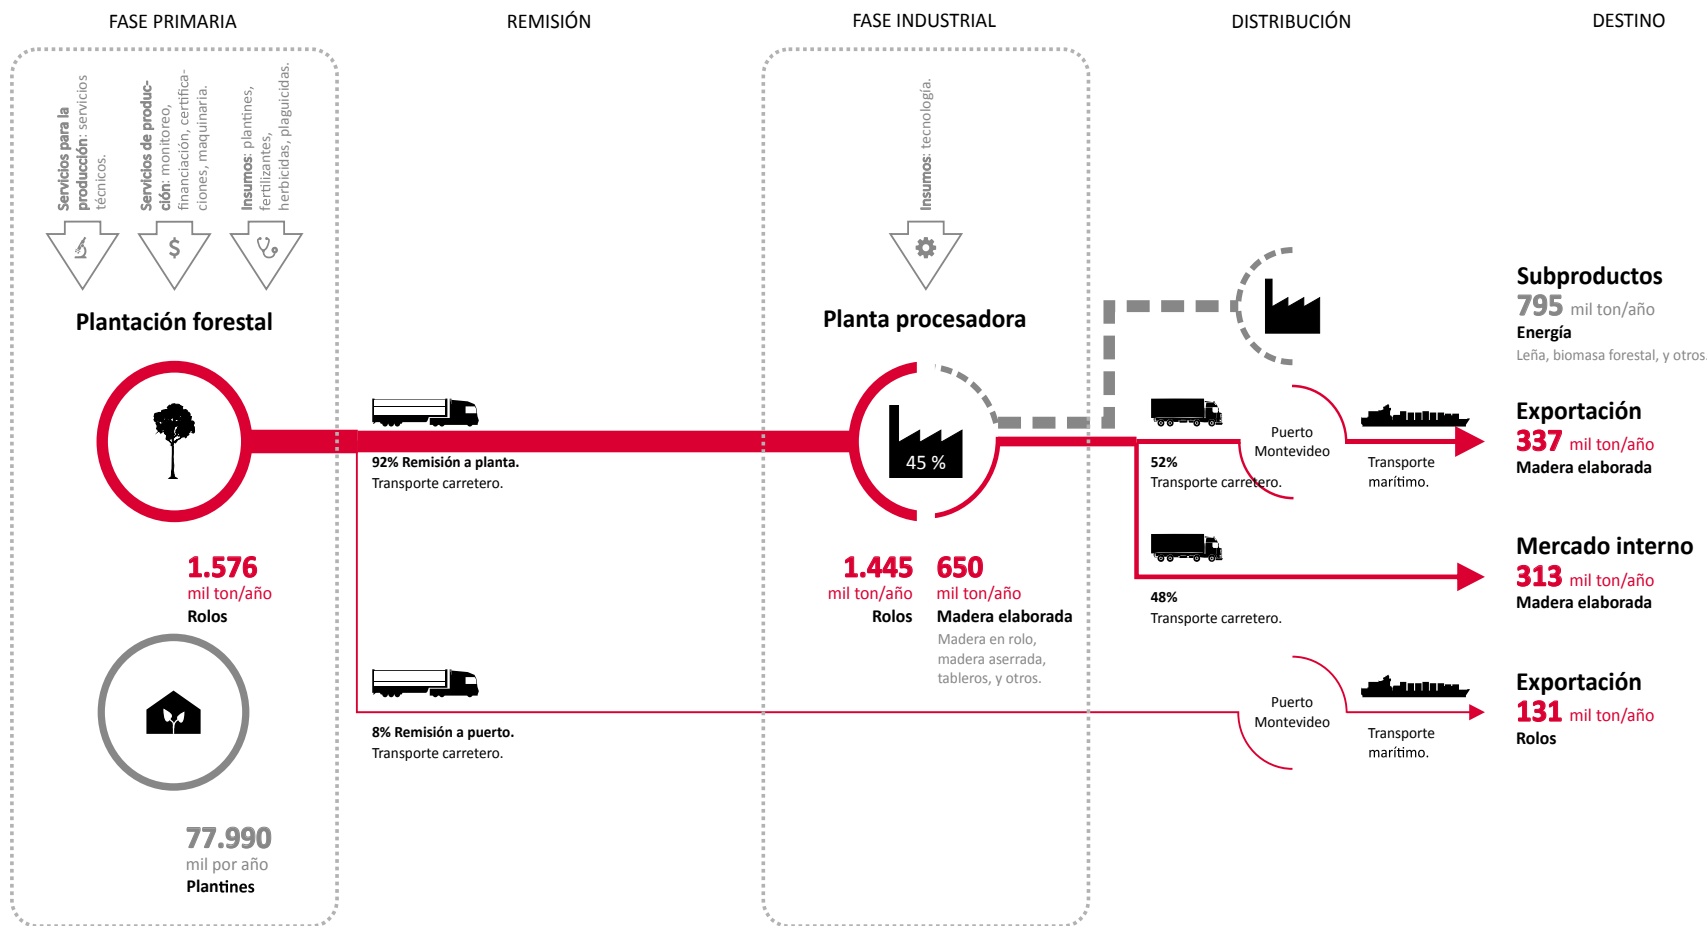 FASE PRIMARIA
REMISIÓN
FASE INDUSTRIAL
DISTRIBUCIÓN
DESTINO
Servicios para la
producción: servicios
técnicos.
Servicios de produc-
ción: monitoreo,
financiación, certifica-
ciones, maquinaria.
Insumos: plantines,
fertilizantes,
herbicidas, plaguicidas.
Insumos: tecnología.
$
Plantación forestal
Planta procesadora
Subproductos
795 mil ton/año
Energía
Leña, biomasa forestal, y otros.
92% Remisión a planta.
Transporte carretero.
45 %
52%
Transporte carretero.
Puerto
Montevideo
Transporte
marítimo.
Exportación
337 mil ton/año
Madera elaborada
1.576
mil ton/año
Rolos
1.445
mil ton/año
Rolos
650
mil ton/año
Madera elaborada
Madera en rolo,
madera aserrada,
tableros, y otros.
48%
Transporte carretero.
Mercado interno
313 mil ton/año
Madera elaborada
8% Remisión a puerto.
Transporte carretero.
Puerto
Montevideo
Transporte
marítimo.
Exportación
131 mil ton/año
Rolos
77.990
mil por año
Plantines